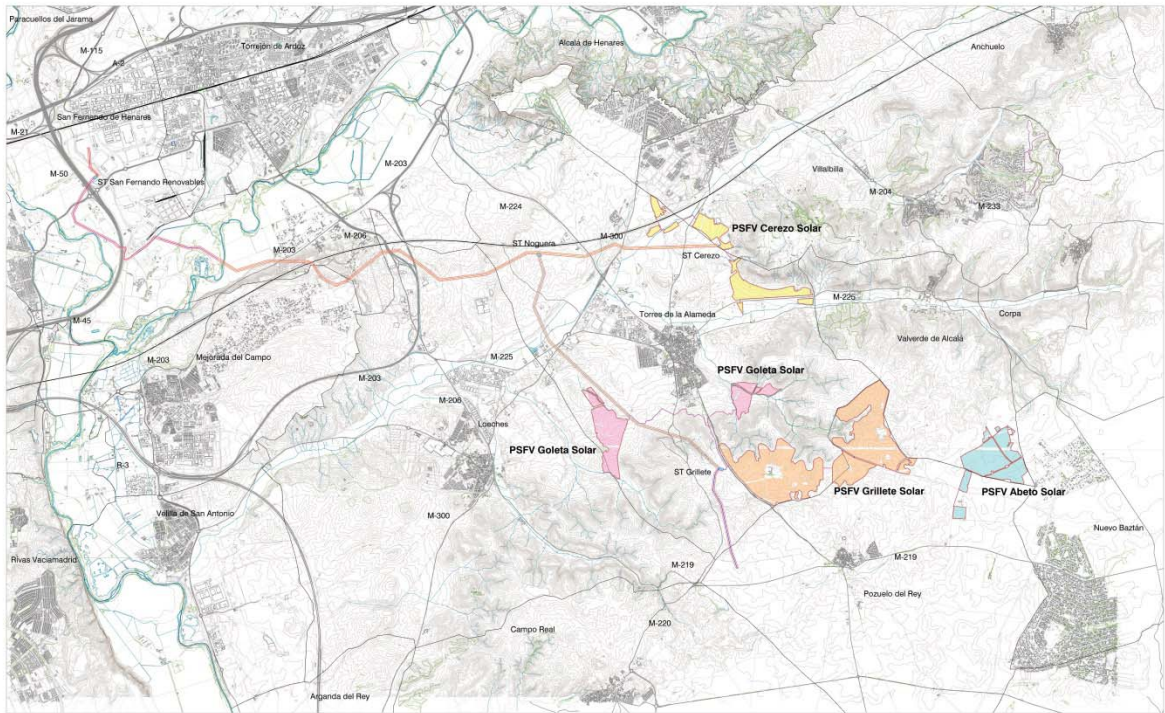 Paracuellos del Jarama
M-115
Torrejón de Ardoz
Alcalá de Henares
Anchuelo
A-2
San Fernando de Henares
M-21
M-203
M-50
ST San Fernando Renovables
Villalbilla
M-204
M-233
M-224
M-206
M-300
PSFV Cerezo Solar
M-203
ST Noguera
ST Cerezo
M-225
M-45
Torres de la Alameda
Corpa
Valverde de Alcalá
M-203
Mejorada del Campo
M-225
M-203
PSFV Goleta Solar
M-206
Loeches
PSFV Goleta Solar
R-3
ST Grillete
PSFV Grillete Solar
PSFV Abeto Solar
Velilla de San Antonio
M-300
Nuevo Baztán
Rivas Vaciamadrid
M-219
M-219
Pozuelo del Rey
M-220
Campo Real
Arganda del Rey